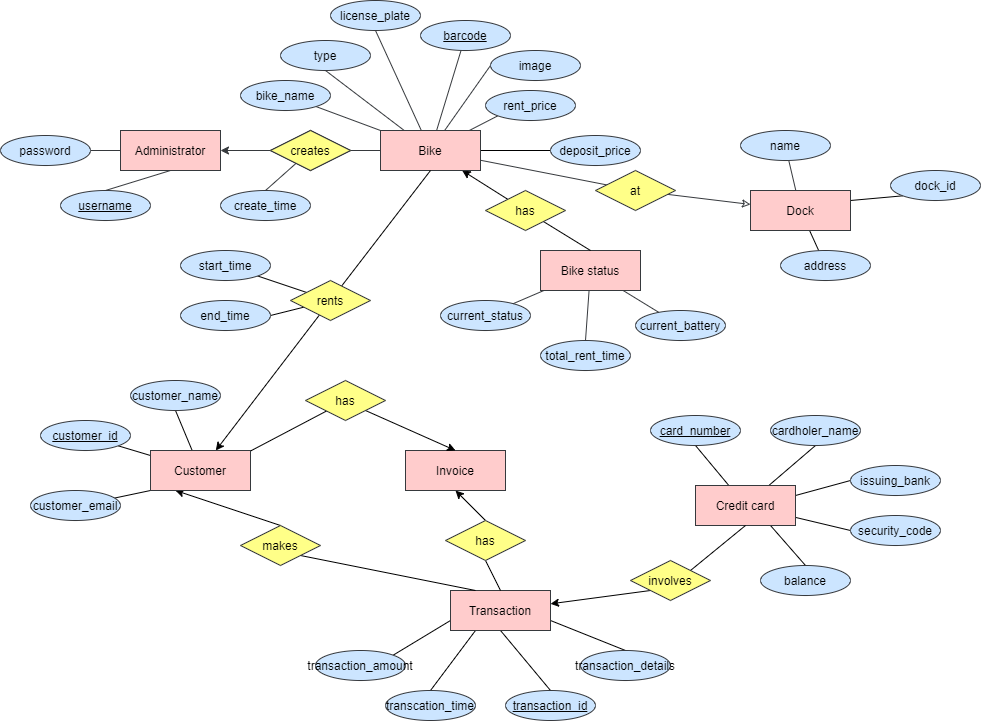 license_plate
barcode
type
image
bike_name
rent_price
password
Administrator
creates
Bike
deposit_price
name
username
create_time
has
at
Dock
dock_id
start_time
Bike status
address
rents
end_time
current_status
current_battery
total_rent_time
customer_name
has
customer_id
card_number
cardholer_name
Customer
Invoice
issuing_bank
customer_email
Credit card
security_code
makes
has
involves
balance
Transaction
transaction_amount
transaction_details
transcation_time
transaction_id